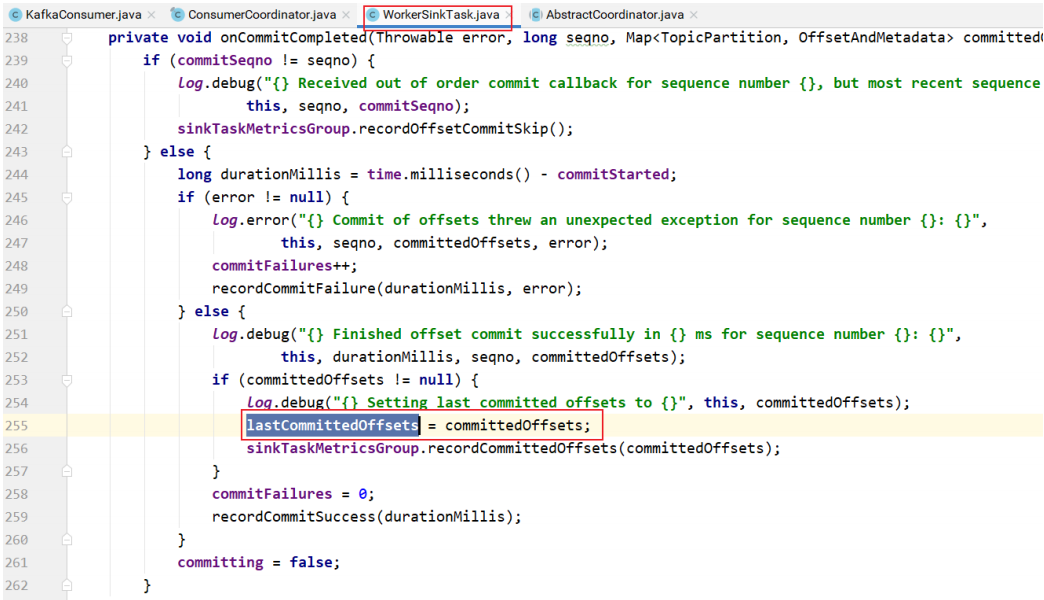 KafkaConsumer.java × ConsumerCoordinator.java × WorkerSinkTask.java × AbstractCoordinator.java ×
238 private void onCommitCompleted(Throwable error, long seqno, Map<TopicPartition, OffsetAndMetadata> committedO
239 if (commitSeqno != seqno) {
240 log.debug("{} Received out of order commit callback for sequence number {}, but most recent sequence
241 this, seqno, commitSeqno);
242 sinkTaskMetricsGroup.recordOffsetCommitSkip();
243 } else {
244 long durationMillis = time.milliseconds() - commitStarted;
245 if (error != null) {
246 log.error("{} Commit of offsets threw an unexpected exception for sequence number {}: {}",
247 this, seqno, committedOffsets, error);
248 commitFailures++;
249 recordCommitFailure(durationMillis, error);
250 } else {
251 log.debug("{} Finished offset commit successfully in {} ms for sequence number {}: {}",
252 this, durationMillis, seqno, committedOffsets);
253 if (committedOffsets != null) {
254 log.debug("{} Setting last committed offsets to {}", this, committedOffsets);
255 lastCommittedOffsets = committedOffsets;
256 sinkTaskMetricsGroup.recordCommittedOffsets(committedOffsets);
257 }
258 commitFailures = 0;
259 recordCommitSuccess(durationMillis);
260 }
261 committing = false;
262 }